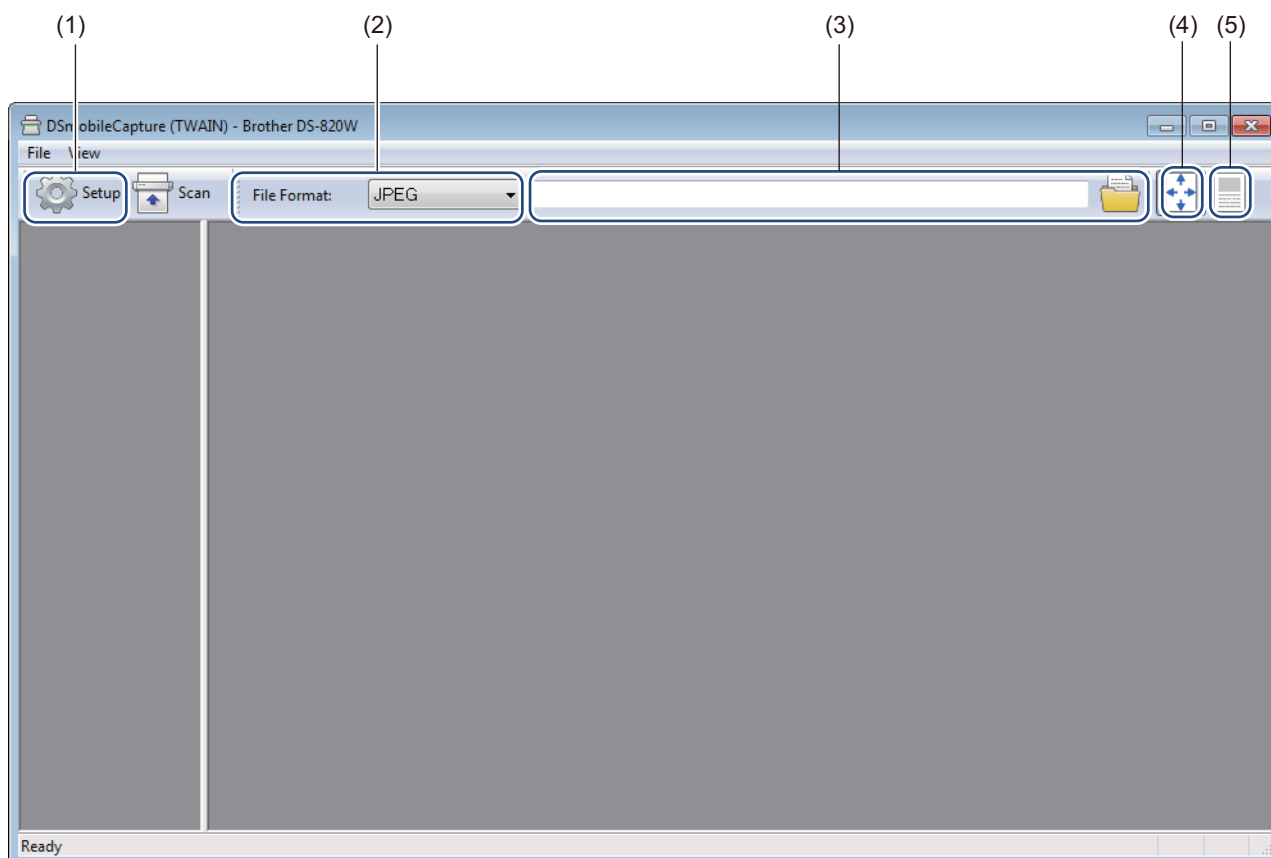 (1) (2) (3) (4) (5)
DSmobileCapture (TWAIN) - Brother DS-820W
File View
Setup Scan File Format: JPEG
Ready